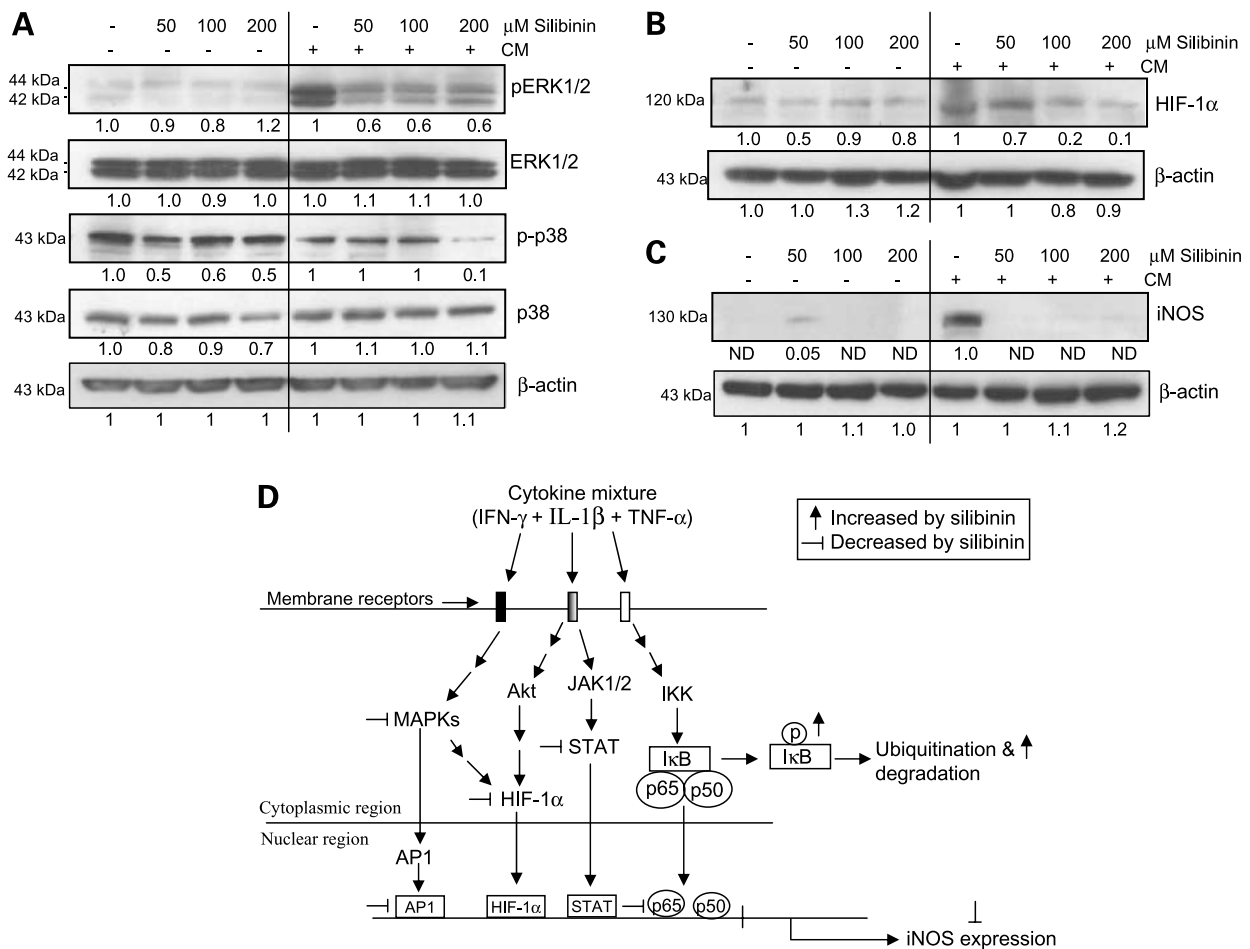 A
- 50 100 200 - 50 100 200 μM Silibinin
- - - - + + + + CM
44 kDa
42 kDa
pERK1/2
1.0 0.9 0.8 1.2 1 0.6 0.6 0.6
44 kDa
42 kDa
ERK1/2
1.0 1.0 0.9 1.0 1.0 1.1 1.1 1.0
43 kDa
p-p38
1.0 0.5 0.6 0.5 1 1 1 0.1
43 kDa
p38
1.0 0.8 0.9 0.7 1 1.1 1.0 1.1
43 kDa
β-actin
1 1 1 1 1 1 1 1.1
B
- 50 100 200 - 50 100 200 μM Silibinin
- - - - + + + + CM
120 kDa
HIF-1α
1.0 0.5 0.9 0.8 1 0.7 0.2 0.1
43 kDa
β-actin
1.0 1.0 1.3 1.2 1 1 0.8 0.9
C
- 50 100 200 - 50 100 200 μM Silibinin
- - - - + + + + CM
130 kDa
iNOS
ND 0.05 ND ND 1.0 ND ND ND
43 kDa
β-actin
1 1 1.1 1.0 1 1 1.1 1.2
D
Cytokine mixture
(IFN-γ + IL-1β + TNF-α)
Increased by silibinin
Decreased by silibinin
Membrane receptors
Akt
JAK1/2
IKK
MAPKs
STAT
IκB
p65 p50
p
IκB
Ubiquitination &
degradation
HIF-1α
Cytoplasmic region
Nuclear region
AP1
AP1 HIF-1α STAT p65 p50
iNOS expression